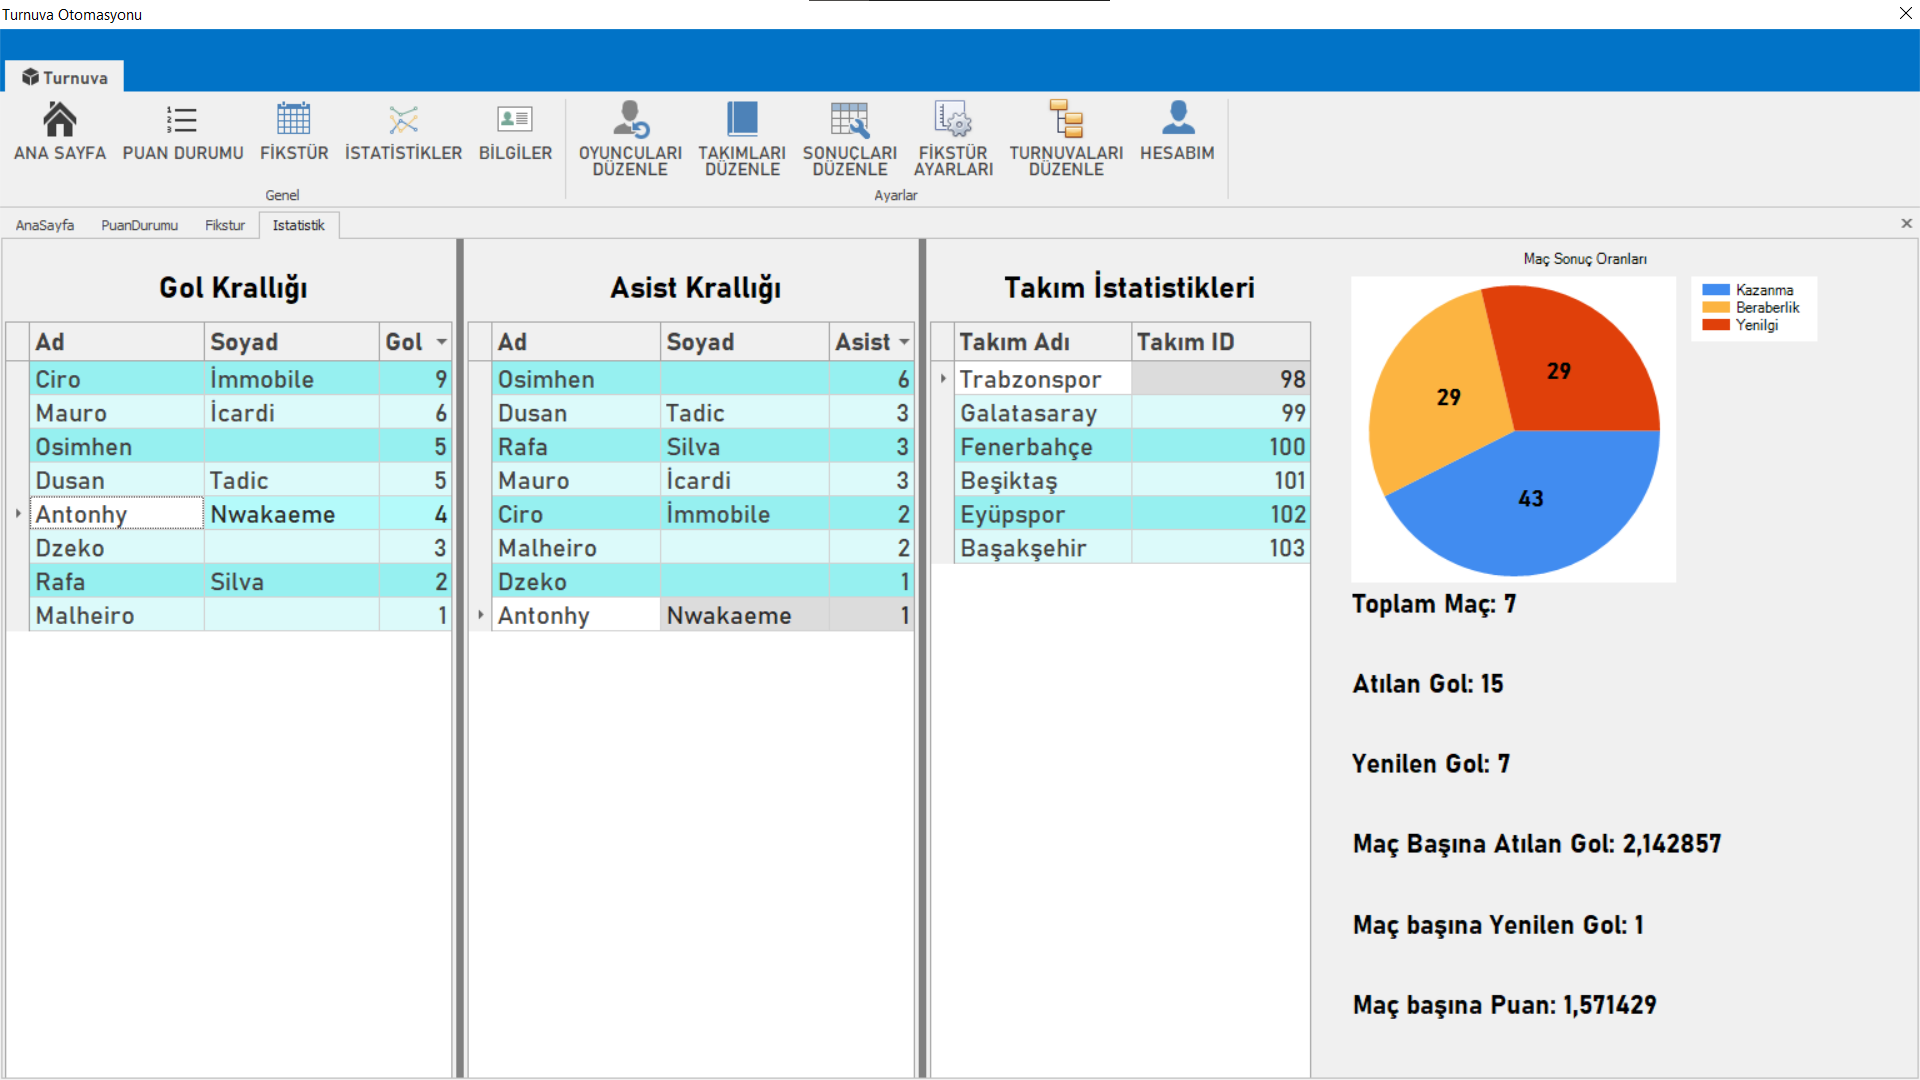 Turnuva Otomasyonu
Turnuva
ANA SAYFA
PUAN DURUMU
FİKSTÜR
İSTATİSTİKLER
BİLGİLER
OYUNCULARI
DÜZENLE
TAKIMLARI
DÜZENLE
SONUÇLARI
DÜZENLE
FİKSTÜR
AYARLARI
TURNUVALARI
DÜZENLE
HESABIM
Genel
Ayarlar
AnaSayfa PuanDurumu Fikstur Istatistik
Gol Krallığı
Ad Soyad Gol
Ciro İmmobile 9
Mauro İcardi 6
Osimhen 5
Dusan Tadic 5
Antonhy Nwakaeme 4
Dzeko 3
Rafa Silva 2
Malheiro 1
Asist Krallığı
Ad Soyad Asist
Osimhen 6
Dusan Tadic 3
Rafa Silva 3
Mauro İcardi 3
Ciro İmmobile 2
Malheiro 2
Dzeko 1
Antonhy Nwakaeme 1
Takım İstatistikleri
Takım Adı Takım ID
Trabzonspor 98
Galatasaray 99
Fenerbahçe 100
Beşiktaş 101
Eyüpspor 102
Başakşehir 103
Maç Sonuç Oranları
Kazanma
Beraberlik
Yenilgi
29
29
43
Toplam Maç: 7
Atılan Gol: 15
Yenilen Gol: 7
Maç Başına Atılan Gol: 2,142857
Maç başına Yenilen Gol: 1
Maç başına Puan: 1,571429